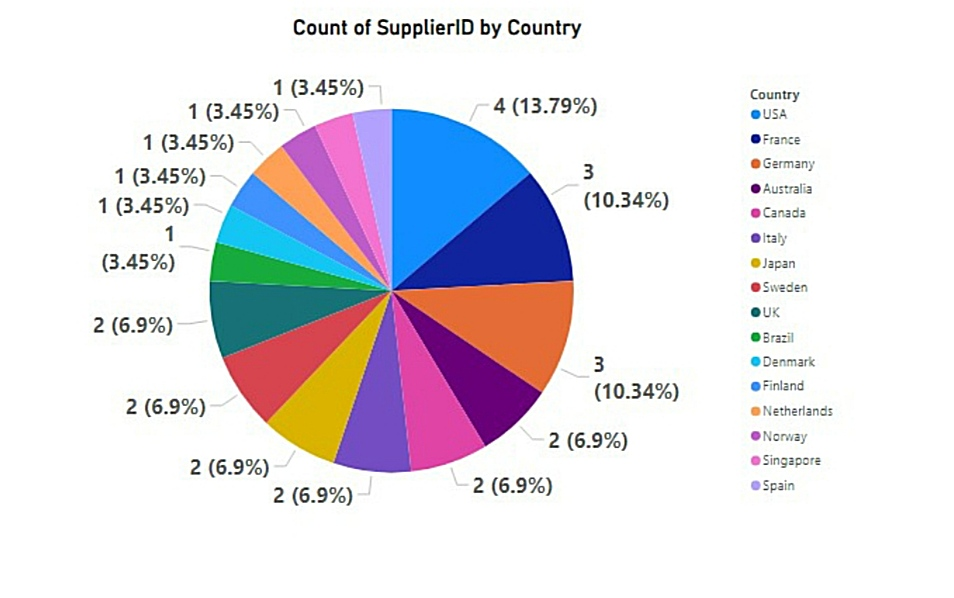 Count of SupplierID by Country
1 (3.45%)
4 (13.79%)
1 (3.45%)
1 (3.45%)
3
(10.34%)
1 (3.45%)
1 (3.45%)
1
(3.45%)
2 (6.9%)
3
(10.34%)
2 (6.9%)
2 (6.9%)
2 (6.9%)
2 (6.9%)
2 (6.9%)
Country
USA
France
Germany
Australia
Canada
Italy
Japan
Sweden
UK
Brazil
Denmark
Finland
Netherlands
Norway
Singapore
Spain